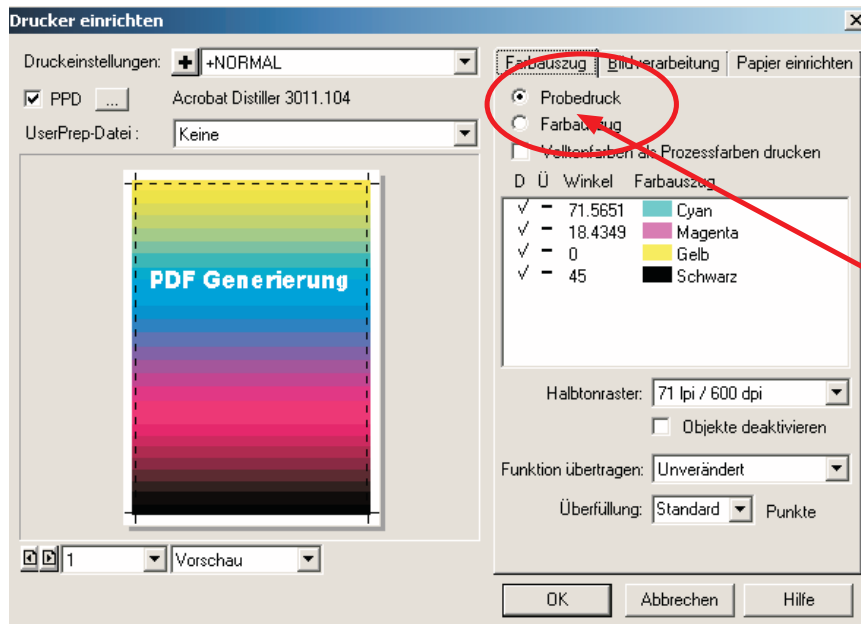 Drucker einrichten
Druckeinstellungen: +NORMAL
PPD ... Acrobat Distiller 3011.104
UserPrep-Datei : Keine
PDF Generierung
1 Vorschau
Farbauszug Bildverarbeitung Papier einrichten
Probedruck
Farbauszug
Volltonfarben als Prozessfarben drucken
D Ü Winkel Farbauszug
71.5651 Cyan
18.4349 Magenta
0 Gelb
45 Schwarz
Halbtonraster: 71 lpi / 600 dpi
Objekte deaktivieren
Funktion übertragen: Unverändert
Überfüllung: Standard Punkte
OK Abbrechen Hilfe